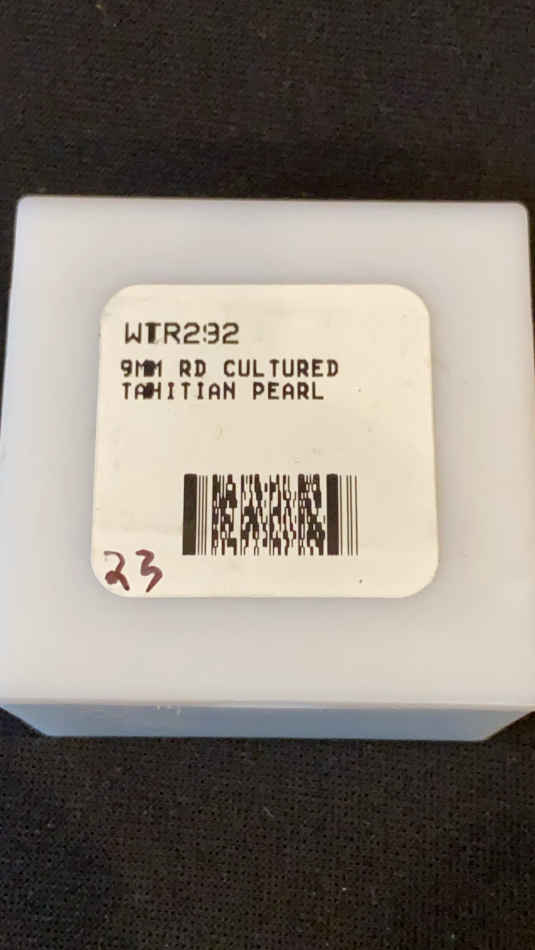 WTR292
9MM RD CULTURED
TAHITIAN PEARL
23